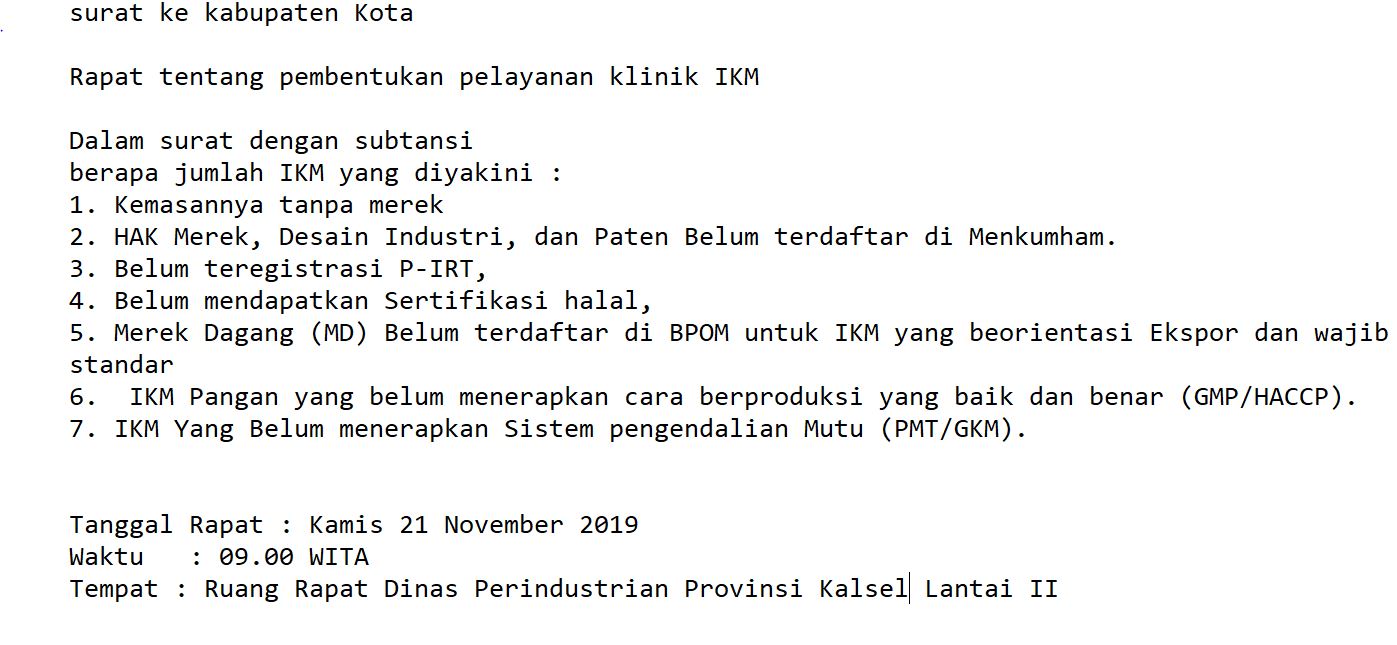 surat ke kabupaten Kota
Rapat tentang pembentukan pelayanan klinik IKM
Dalam surat dengan subtansi
berapa jumlah IKM yang diyakini :
1. Kemasannya tanpa merek
2. HAK Merek, Desain Industri, dan Paten Belum terdaftar di Menkumham.
3. Belum teregistrasi P-IRT,
4. Belum mendapatkan Sertifikasi halal,
5. Merek Dagang (MD) Belum terdaftar di BPOM untuk IKM yang beorientasi Ekspor dan wajib
standar
6.  IKM Pangan yang belum menerapkan cara berproduksi yang baik dan benar (GMP/HACCP).
7. IKM Yang Belum menerapkan Sistem pengendalian Mutu (PMT/GKM).
Tanggal Rapat : Kamis 21 November 2019
Waktu   : 09.00 WITA
Tempat : Ruang Rapat Dinas Perindustrian Provinsi Kalsel Lantai II